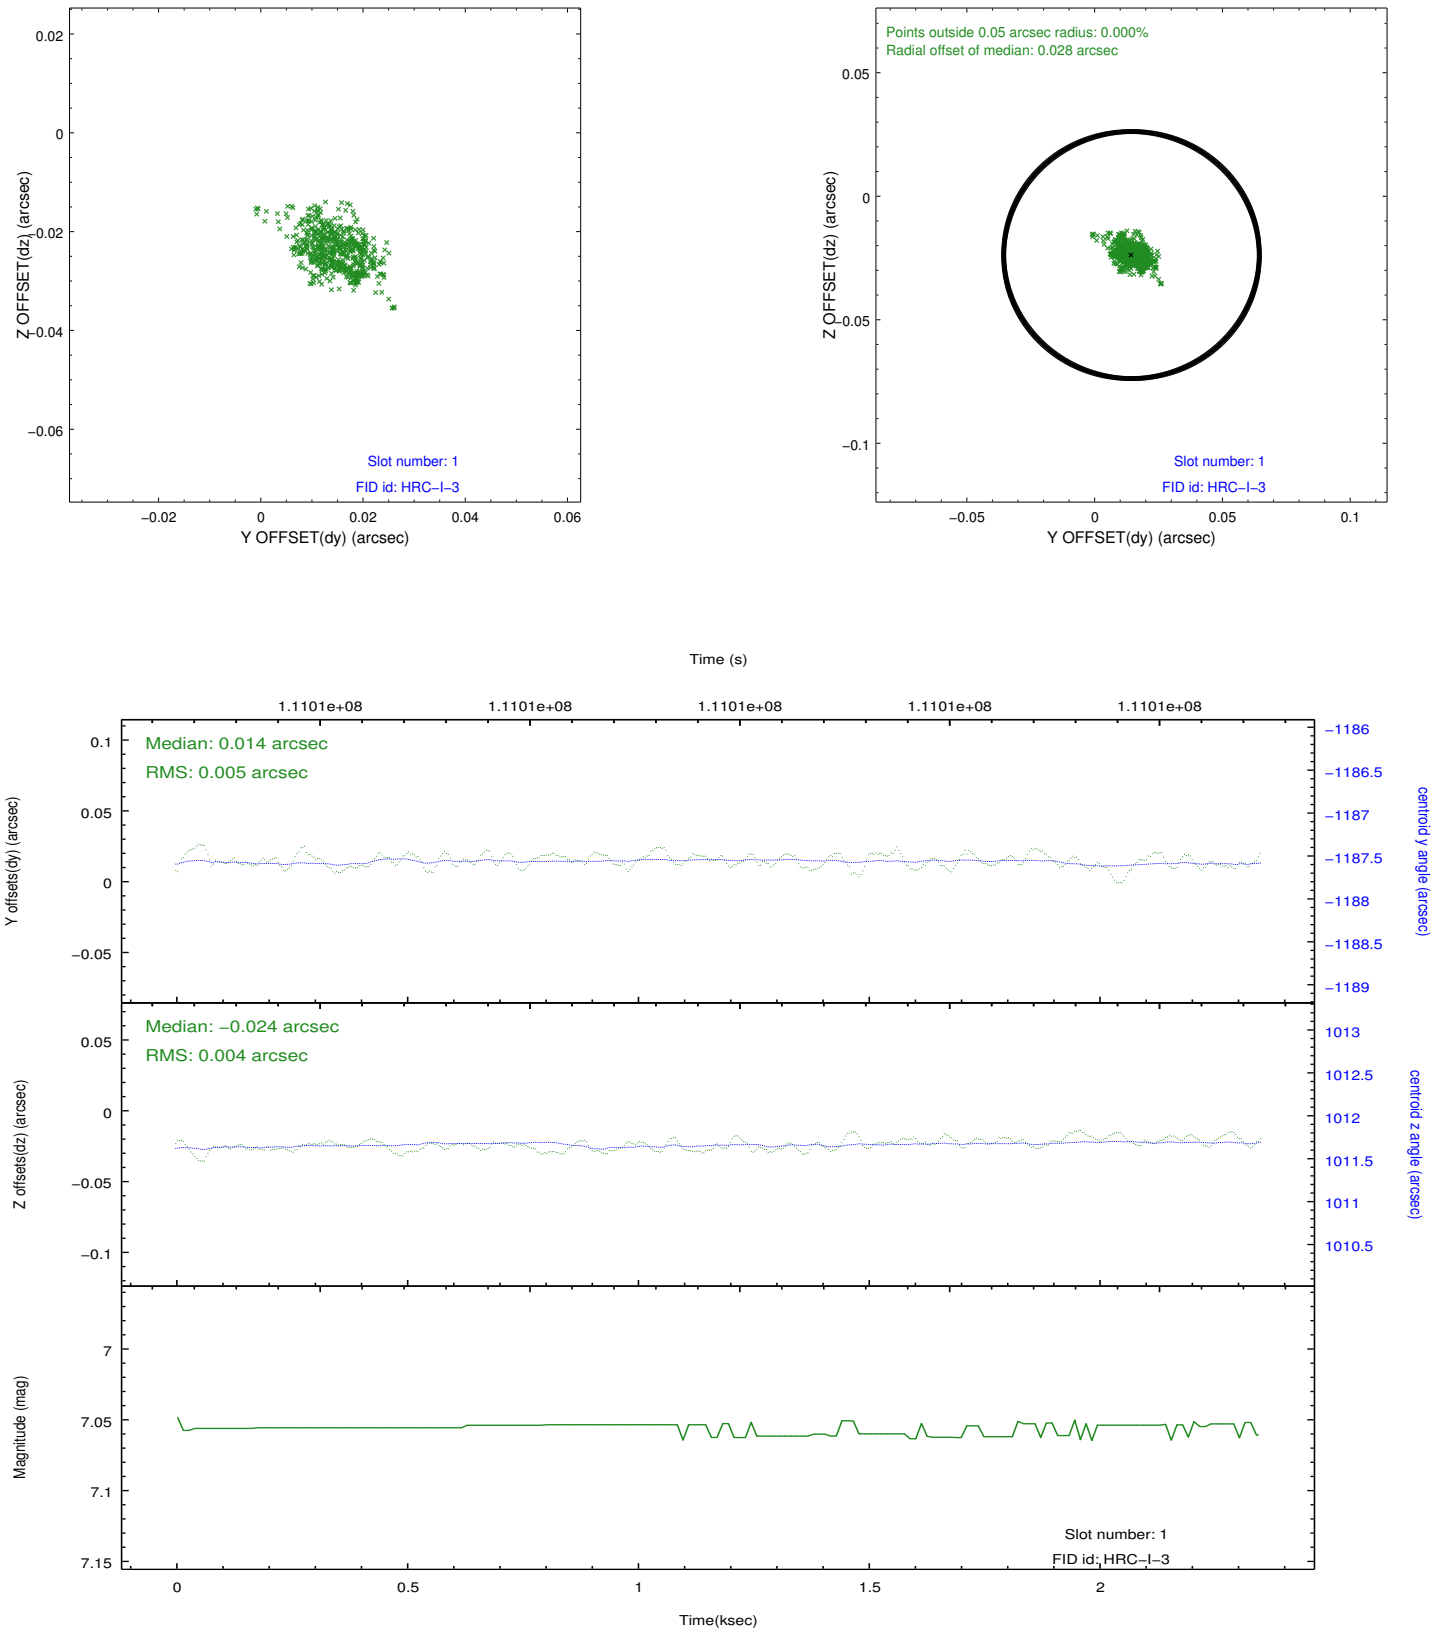 0.02
0
−0.02
−0.04
−0.06
Z OFFSET(dz) (arcsec)
Slot number: 1
FID id: HRC−I−3
−0.02 0 0.02 0.04 0.06
Y OFFSET(dy) (arcsec)
Points outside 0.05 arcsec radius: 0.000%
Radial offset of median: 0.028 arcsec
0.05
0
−0.05
−0.1
Z OFFSET(dz) (arcsec)
Slot number: 1
FID id: HRC−I−3
−0.05 0 0.05 0.1
Y OFFSET(dy) (arcsec)
Time (s)
1.1101e+08 1.1101e+08 1.1101e+08 1.1101e+08 1.1101e+08
Median: 0.014 arcsec
RMS: 0.005 arcsec
0.1
0.05
0
−0.05
Y offsets(dy) (arcsec)
−1186
−1186.5
−1187
−1187.5
−1188
−1188.5
−1189
centroid y angle (arcsec)
Median: −0.024 arcsec
RMS: 0.004 arcsec
0.05
0
−0.05
−0.1
Z offsets(dz) (arcsec)
1013
1012.5
1012
1011.5
1011
1010.5
centroid z angle (arcsec)
7
7.05
7.1
7.15
Magnitude (mag)
Slot number: 1
FID id: HRC−I−3
0 0.5 1 1.5 2
Time(ksec)